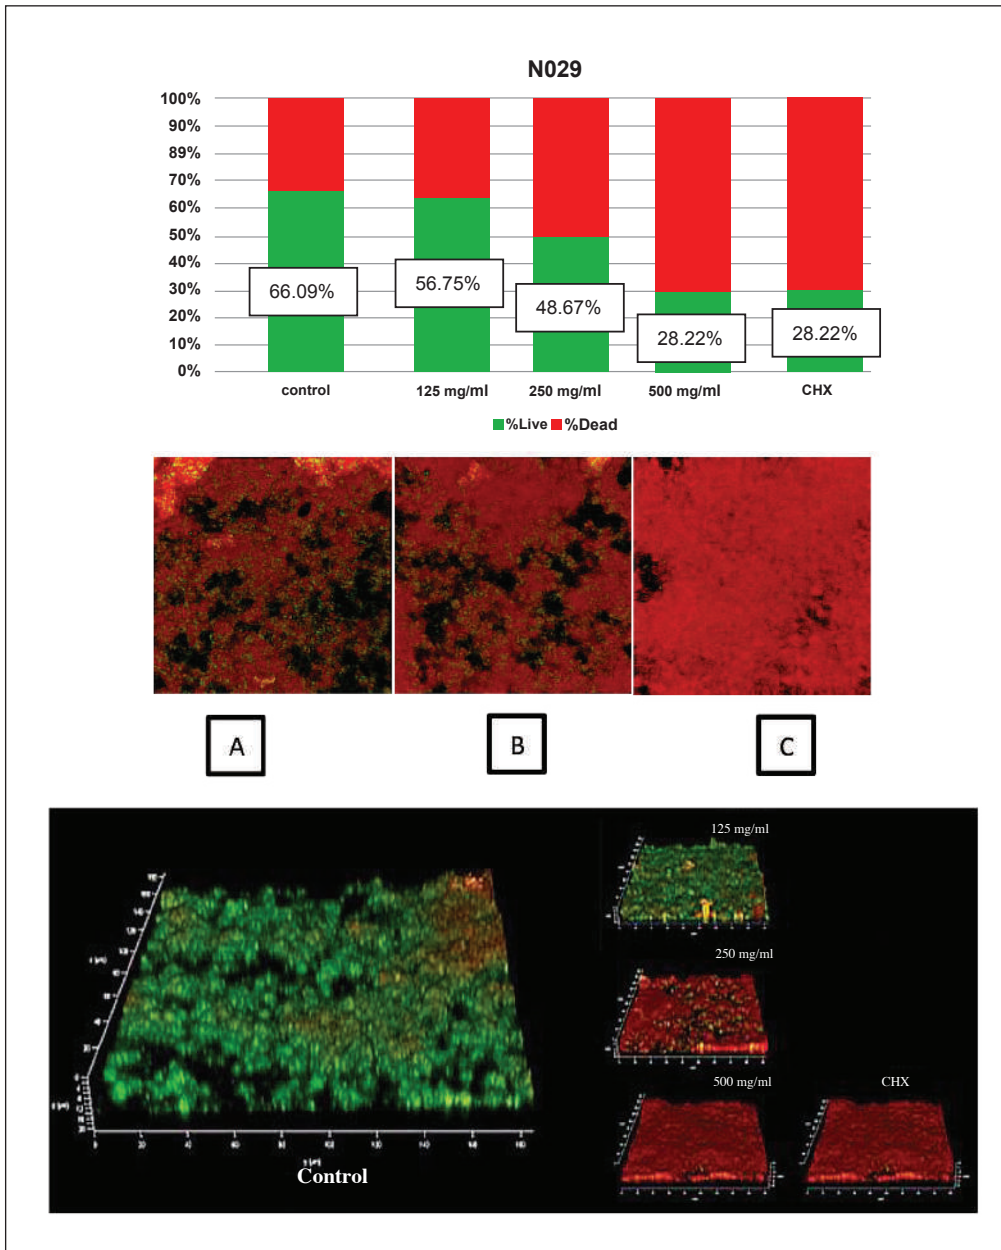 N029
100%
90%
89%
70%
60%
50%
40%
30%
20%
10%
0%
66.09%
56.75%
48.67%
28.22%
28.22%
control
125 mg/ml
250 mg/ml
500 mg/ml
CHX
%Live %Dead
A
B
C
125 mg/ml
250 mg/ml
500 mg/ml
CHX
Control